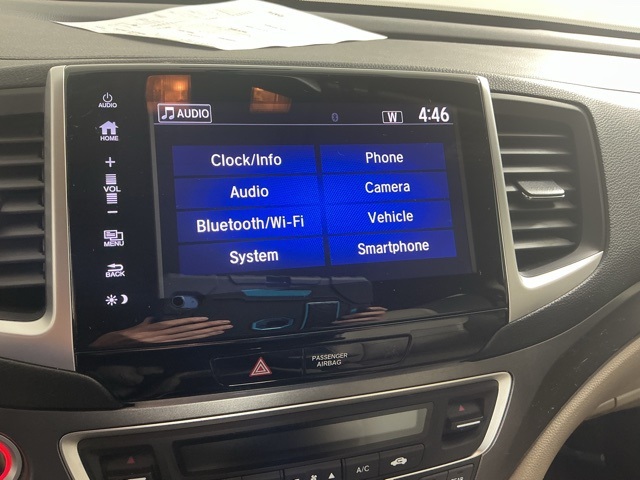 AUDIO
AUDIO W 4:46
HOME
+
VOL
−
MENU
BACK
Clock/Info Phone
Audio Camera
Bluetooth/Wi-Fi Vehicle
System Smartphone
PASSENGER
AIRBAG
A/C